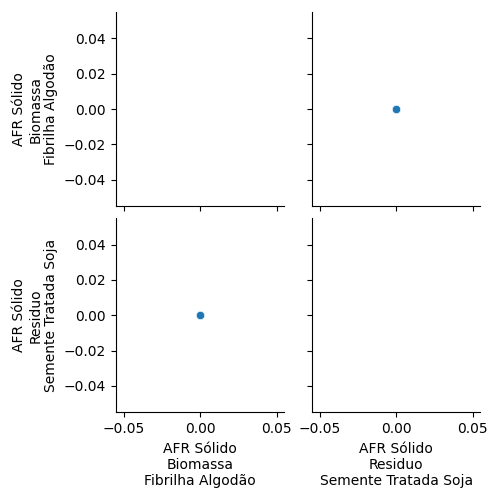 AFR Sólido
Biomassa
Fibrilha Algodão
0.04
0.02
0.00
−0.02
−0.04
AFR Sólido
Residuo
Semente Tratada Soja
0.04
0.02
0.00
−0.02
−0.04
−0.05 0.00 0.05
AFR Sólido
Biomassa
Fibrilha Algodão
−0.05 0.00 0.05
AFR Sólido
Residuo
Semente Tratada Soja